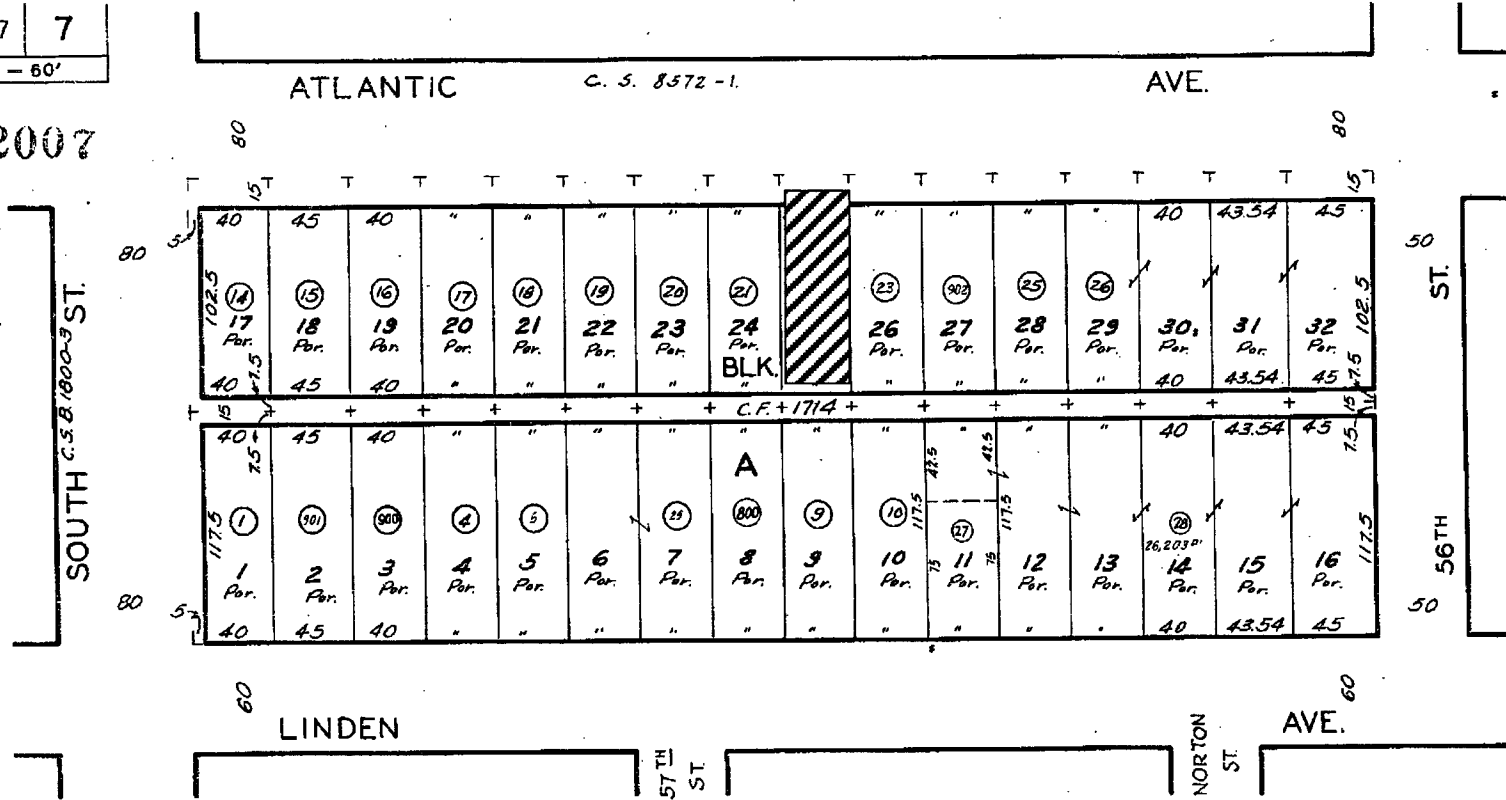 7 7
- 60'
2007
ATLANTIC C. S. 8572-1. AVE.
80 80
15 T T T T T T T T T T T T T T T 15
5 40 45 40 " " " " " " " " " 40 43.54 45
80 50
SOUTH C.S.B.1800-3 ST.
56TH ST.
102.5 14 15 16 17 18 19 20 21 23 902 25 26 102.5
17 18 19 20 21 22 23 24 26 27 28 29 30 31 32
Por. Por. Por. Por. Por. Por. Por. Por. Por. Por. Por. Por. Por. Por. Por.
BLK.
7.5 7.5
40 45 40 " " " " " " " " " 40 43.54 45
15 C.F. 1714 15
40 45 40 " " " " " " " " " " 40 43.54 45
7.5 7.5
A
42.5 42.5
117.5 1 901 900 4 5 25 800 9 10 117.5 27 117.5 28 117.5
26,203
1 2 3 4 5 6 7 8 9 10 75 11 75 12 13 14 15 16
Por. Por. Por. Por. Por. Por. Por. Por. Por. Por. Por. Por. Por. Por. Por. Por.
80 5 50
40 45 40 " " " " " " " " " " 40 43.54 45
60 60
LINDEN AVE.
57TH ST.
NORTON ST.